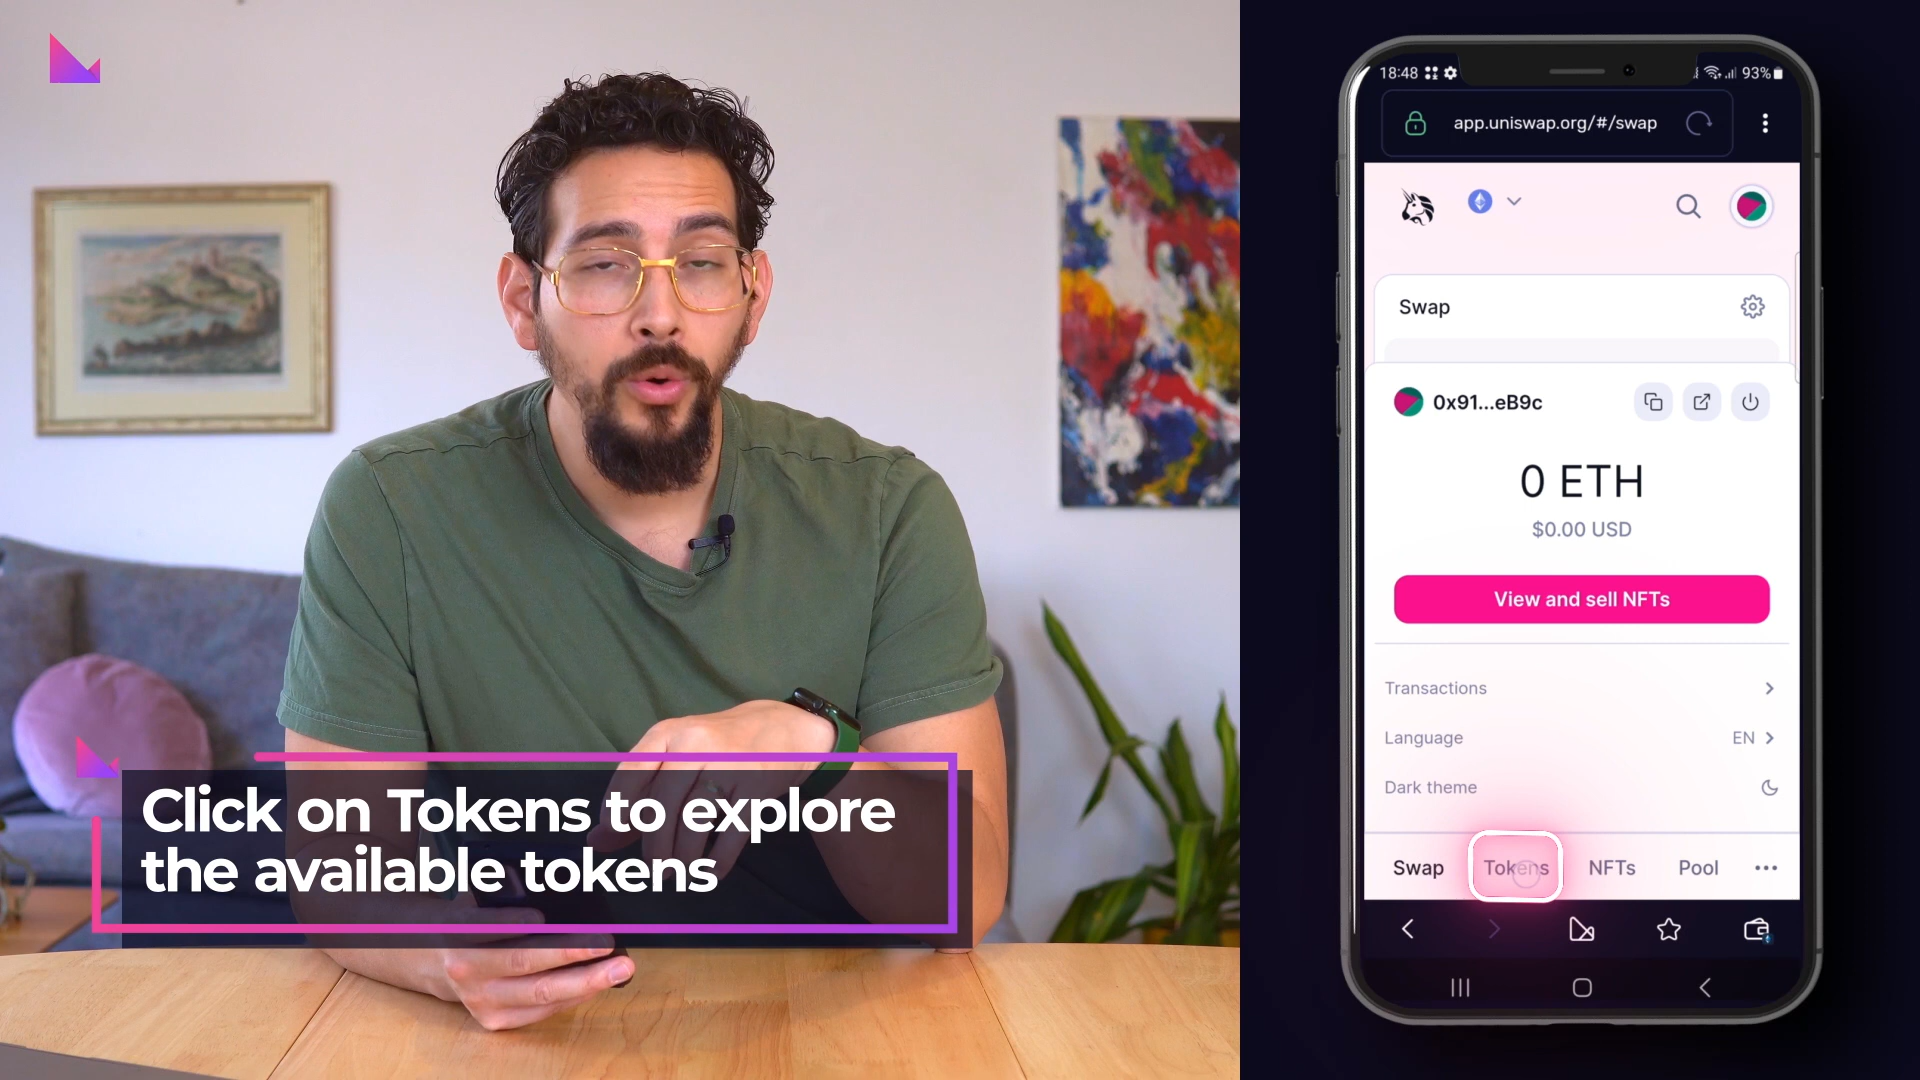 Click on Tokens to explore
the available tokens
18:48
93%
app.uniswap.org/#/swap
Swap
0x91...eB9c
0 ETH
$0.00 USD
View and sell NFTs
Transactions
Language EN
Dark theme
Swap Tokens NFTs Pool